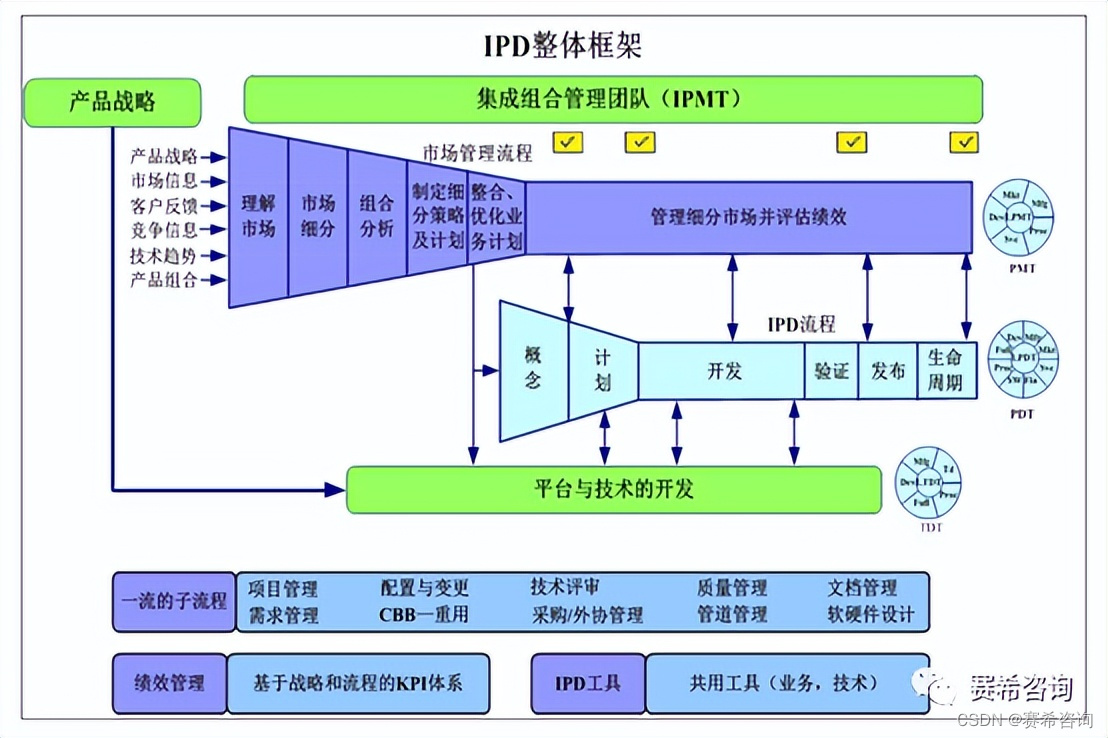 IPD整体框架
产品战略
集成组合管理团队（IPMT）
市场管理流程
产品战略
市场信息
客户反馈
竞争信息
技术趋势
产品组合
理解
市场
市场
细分
组合
分析
制定细
分策略
及计划
整合、
优化业
务计划
管理细分市场并评估绩效
Mkt
Mfg
Dev
LPMT
Proc
PMT
IPD流程
概
念
计
划
开发
验证
发布
生命
周期
Dev
Mfg
Mkt
LPDT
Proc
Fin
PDT
平台与技术的开发
Mfg
Dev
Proc
TDT
一流的子流程
项目管理 配置与变更 技术评审 质量管理 文档管理
需求管理 CBB—重用 采购/外协管理 管道管理 软硬件设计
绩效管理
基于战略和流程的KPI体系
IPD工具
共用工具（业务，技术）
赛希咨询
CSDN @赛希咨询